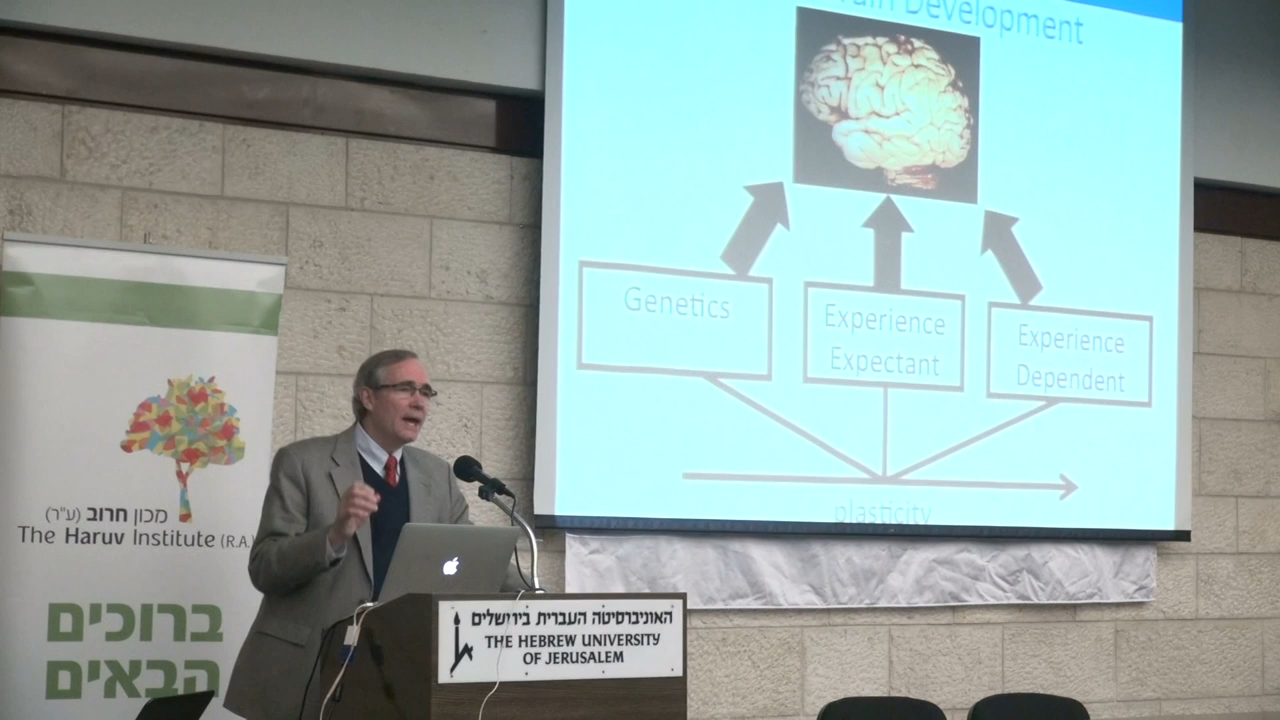 Development
Genetics
Experience
Expectant
Experience
Dependent
plasticity
מכון חרוב (ע"ר)
The Haruv Institute (R.A.)
ברוכים
הבאים
האוניברסיטה העברית בירושלים
THE HEBREW UNIVERSITY
OF JERUSALEM